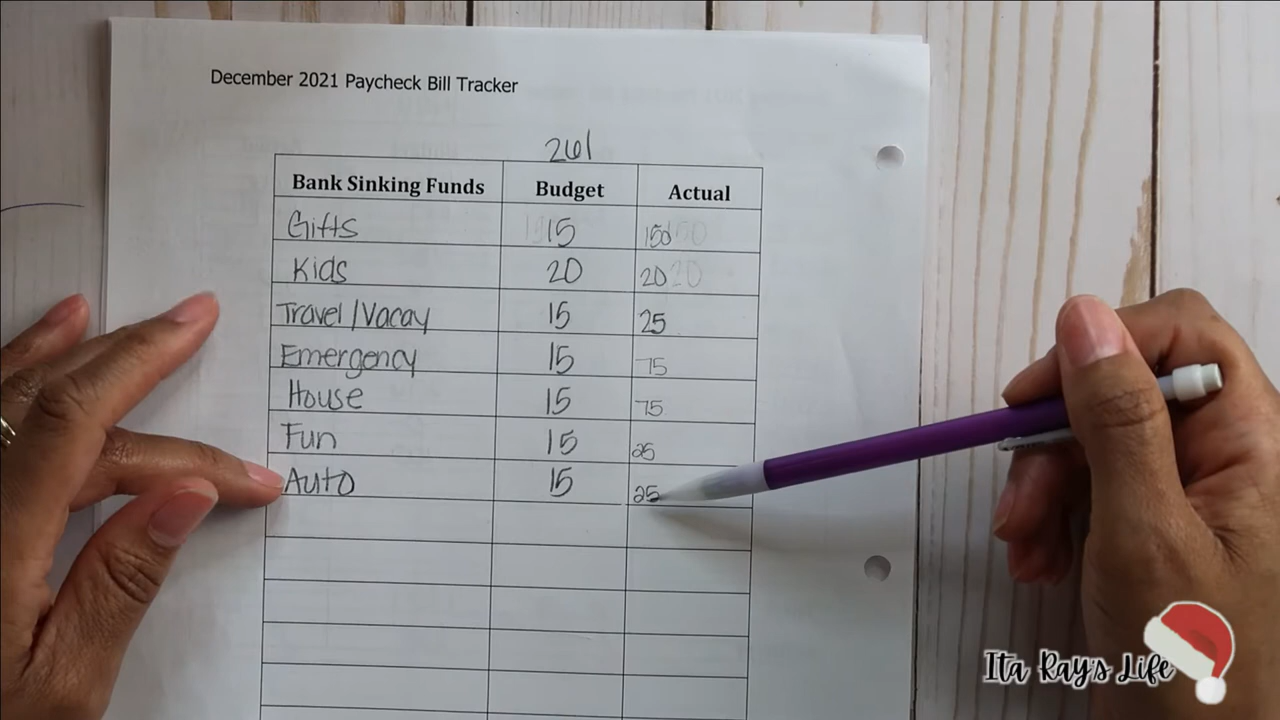 December 2021 Paycheck Bill Tracker
261
Bank Sinking Funds Budget Actual
Gifts 15 150
Kids 20 20
Travel/Vacay 15 25
Emergency 15 75
House 15 75
Fun 15 25
Auto 15 25
Ita Ray's Life